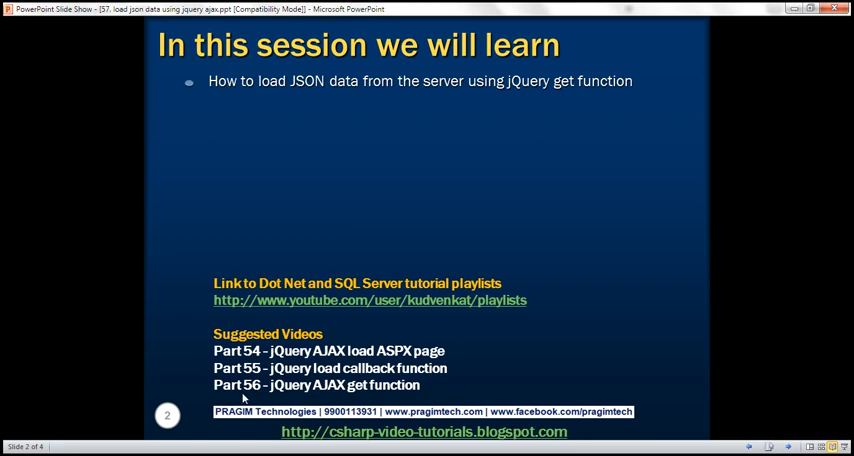 PowerPoint Slide Show - [57. load json data using jquery ajax.ppt [Compatibility Mode]] - Microsoft PowerPoint
In this session we will learn
How to load JSON data from the server using jQuery get function
Link to Dot Net and SQL Server tutorial playlists
http://www.youtube.com/user/kudvenkat/playlists
Suggested Videos
Part 54 - jQuery AJAX load ASPX page
Part 55 - jQuery load callback function
Part 56 - jQuery AJAX get function
2
PRAGIM Technologies | 9900113931 | www.pragimtech.com | www.facebook.com/pragimtech
http://csharp-video-tutorials.blogspot.com
Slide 2 of 4